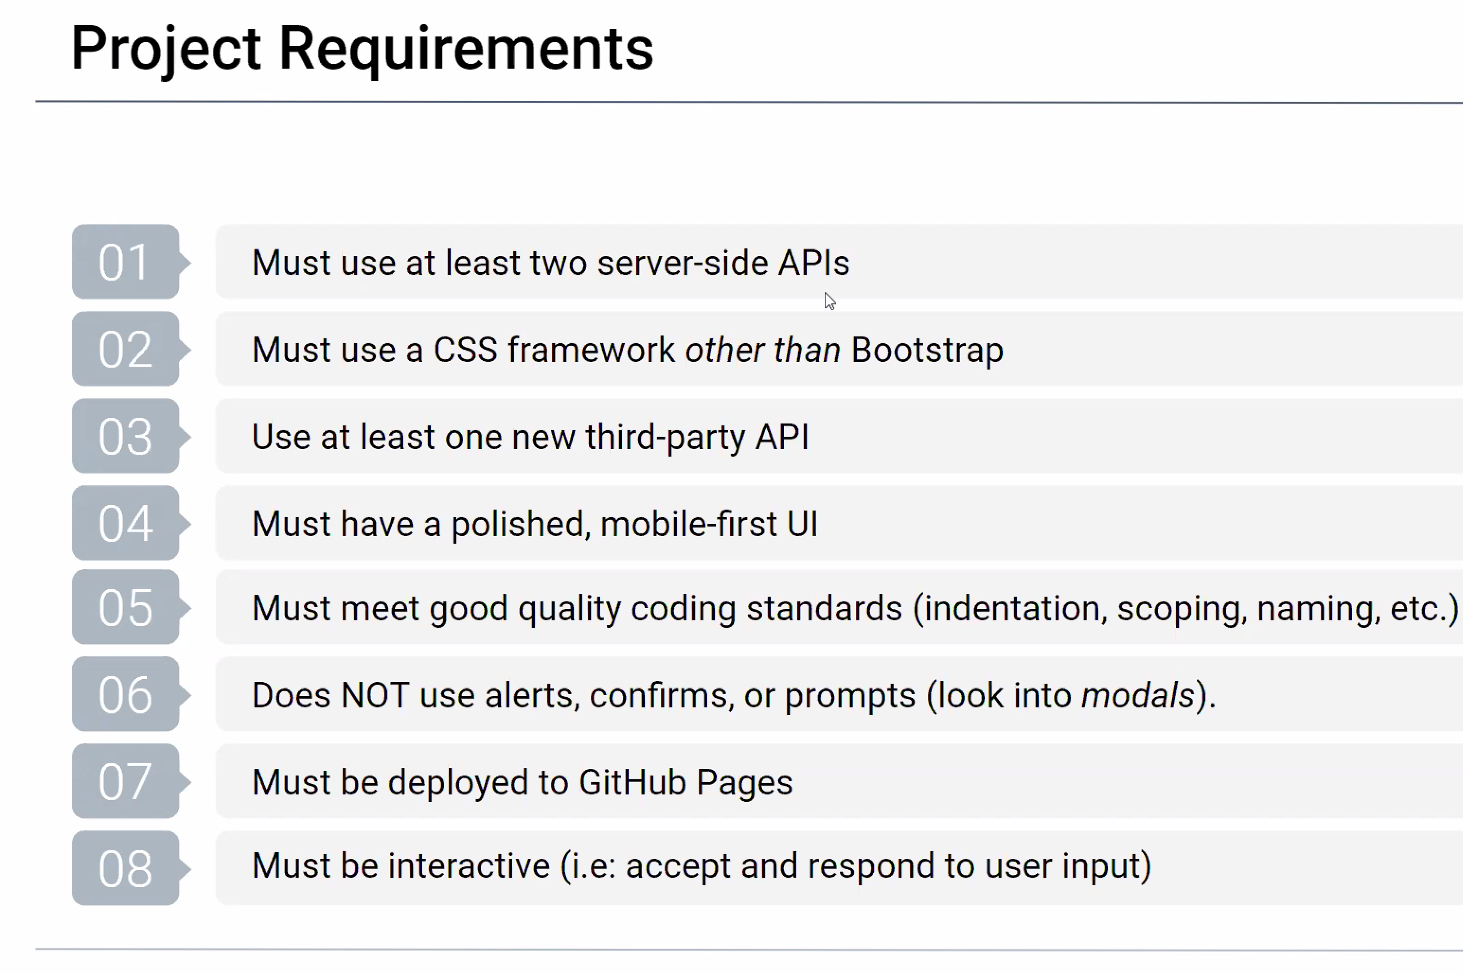 Project Requirements
01 Must use at least two server-side APIs
02 Must use a CSS framework other than Bootstrap
03 Use at least one new third-party API
04 Must have a polished, mobile-first UI
05 Must meet good quality coding standards (indentation, scoping, naming, etc.)
06 Does NOT use alerts, confirms, or prompts (look into modals).
07 Must be deployed to GitHub Pages
08 Must be interactive (i.e: accept and respond to user input)